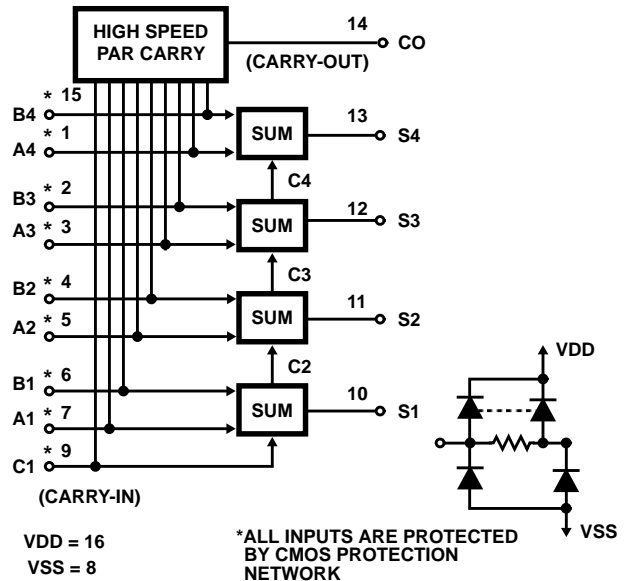 HIGH SPEED
PAR CARRY
14
CO
(CARRY-OUT)
* 15
B4
* 1
A4
SUM
13
S4
C4
B3 * 2
A3 * 3
SUM
12
S3
C3
B2 * 4
A2 * 5
SUM
11
S2
C2
B1 * 6
A1 * 7
SUM
10
S1
* 9
C1
(CARRY-IN)
VDD
VSS
VDD = 16
VSS = 8
*ALL INPUTS ARE PROTECTED
BY CMOS PROTECTION
NETWORK